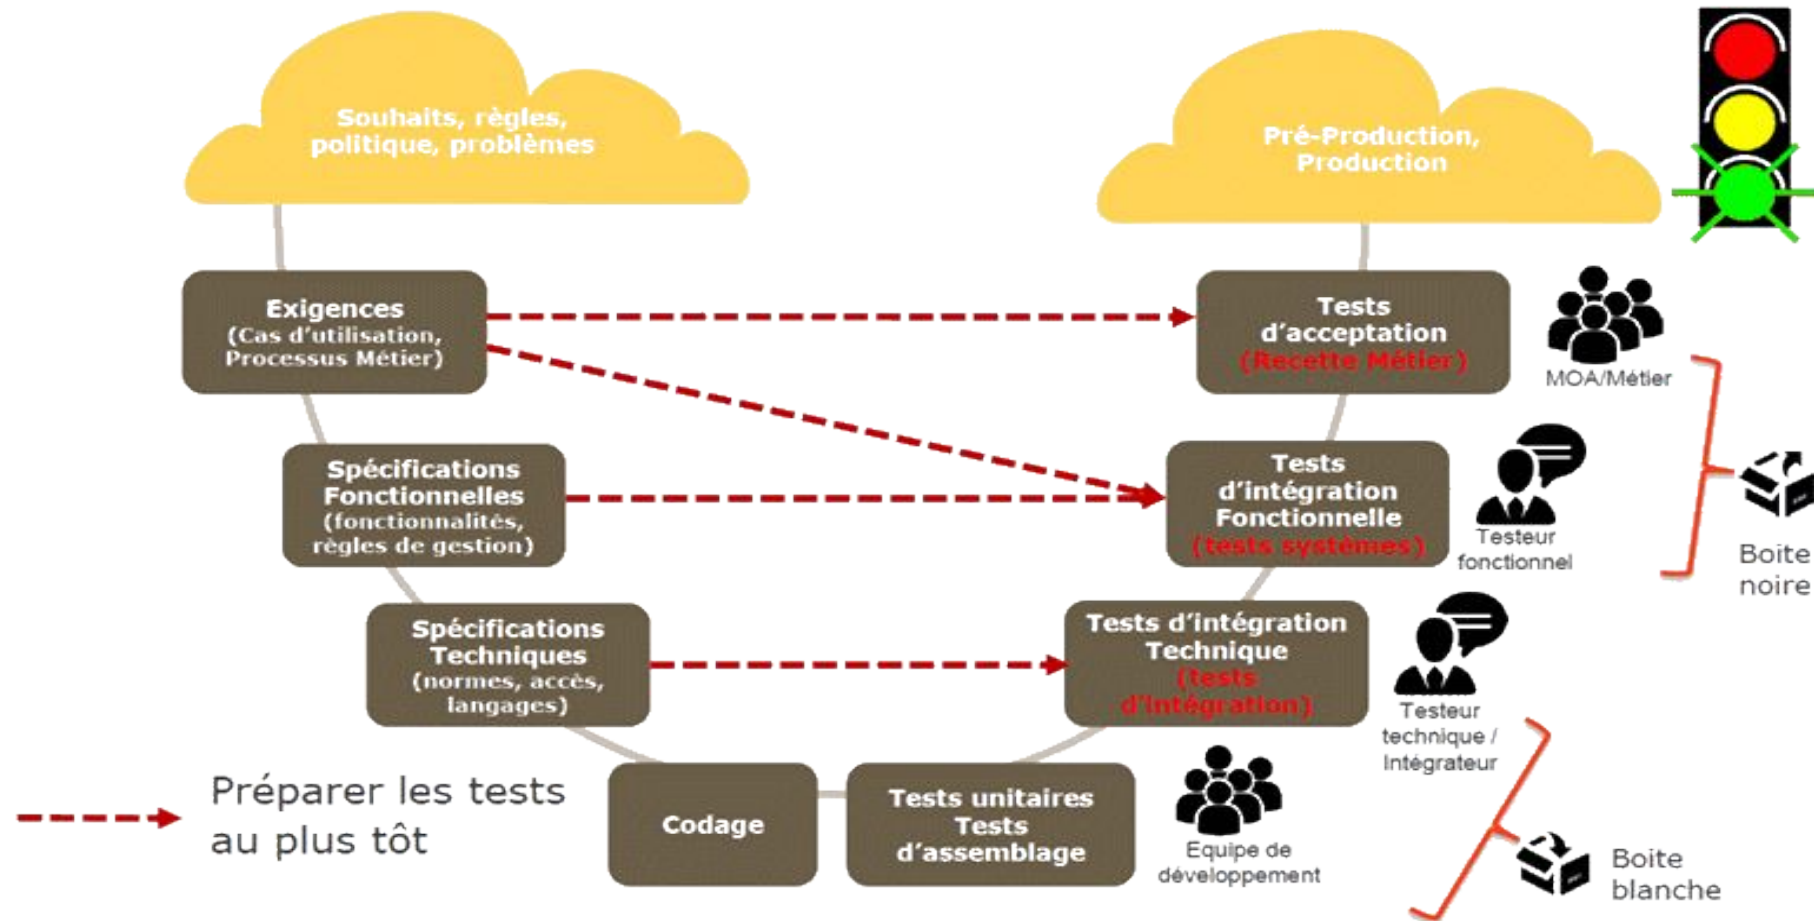 Souhaits, règles,
politique, problèmes
Pré-Production,
Production
Exigences
(Cas d'utilisation,
Processus Métier)
Tests
d'acceptation
(Recette Métier)
MOA/Métier
Spécifications
Fonctionnelles
(fonctionnalités,
règles de gestion)
Tests
d'intégration
Fonctionnelle
(tests systèmes)
Testeur
fonctionnel
Boite
noire
Spécifications
Techniques
(normes, accès,
langages)
Tests d'intégration
Technique
(tests
d'intégration)
Testeur
technique /
Intégrateur
Préparer les tests
au plus tôt
Codage
Tests unitaires
Tests
d'assemblage
Equipe de
développement
Boite
blanche